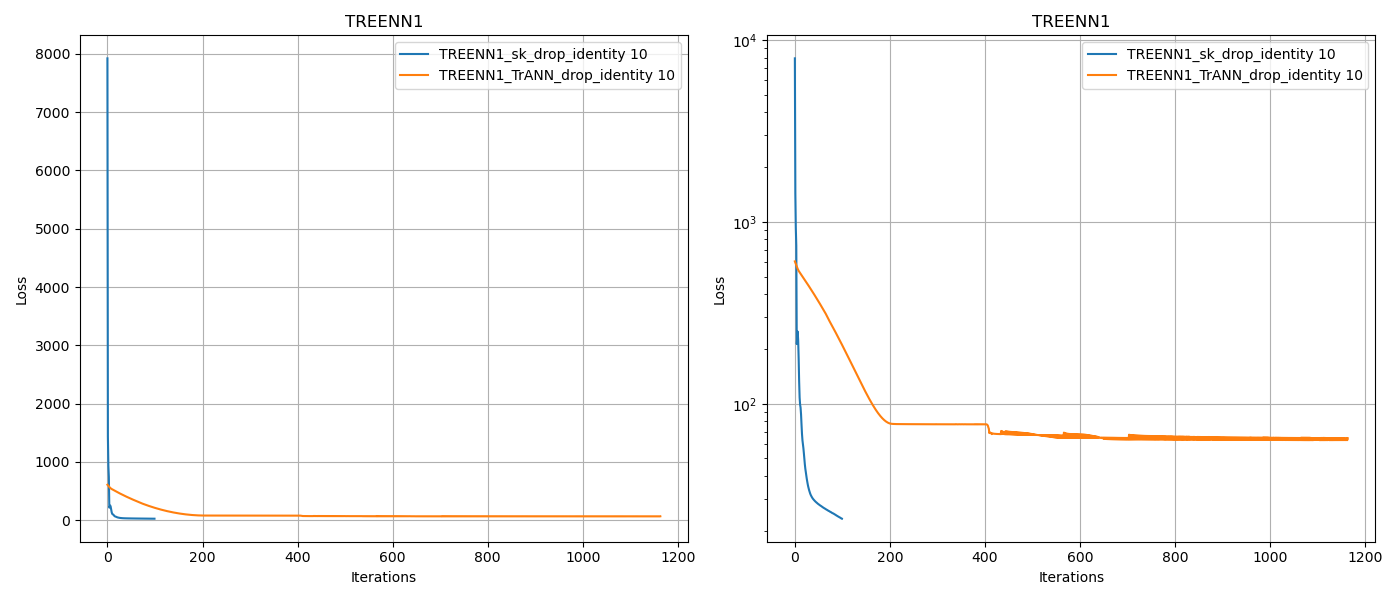 TREENN1
8000
7000
6000
5000
4000
3000
2000
1000
0
Loss
TREENN1_sk_drop_identity 10
TREENN1_TrANN_drop_identity 10
0 200 400 600 800 1000 1200
Iterations
TREENN1
10⁴
10³
10²
Loss
TREENN1_sk_drop_identity 10
TREENN1_TrANN_drop_identity 10
0 200 400 600 800 1000 1200
Iterations